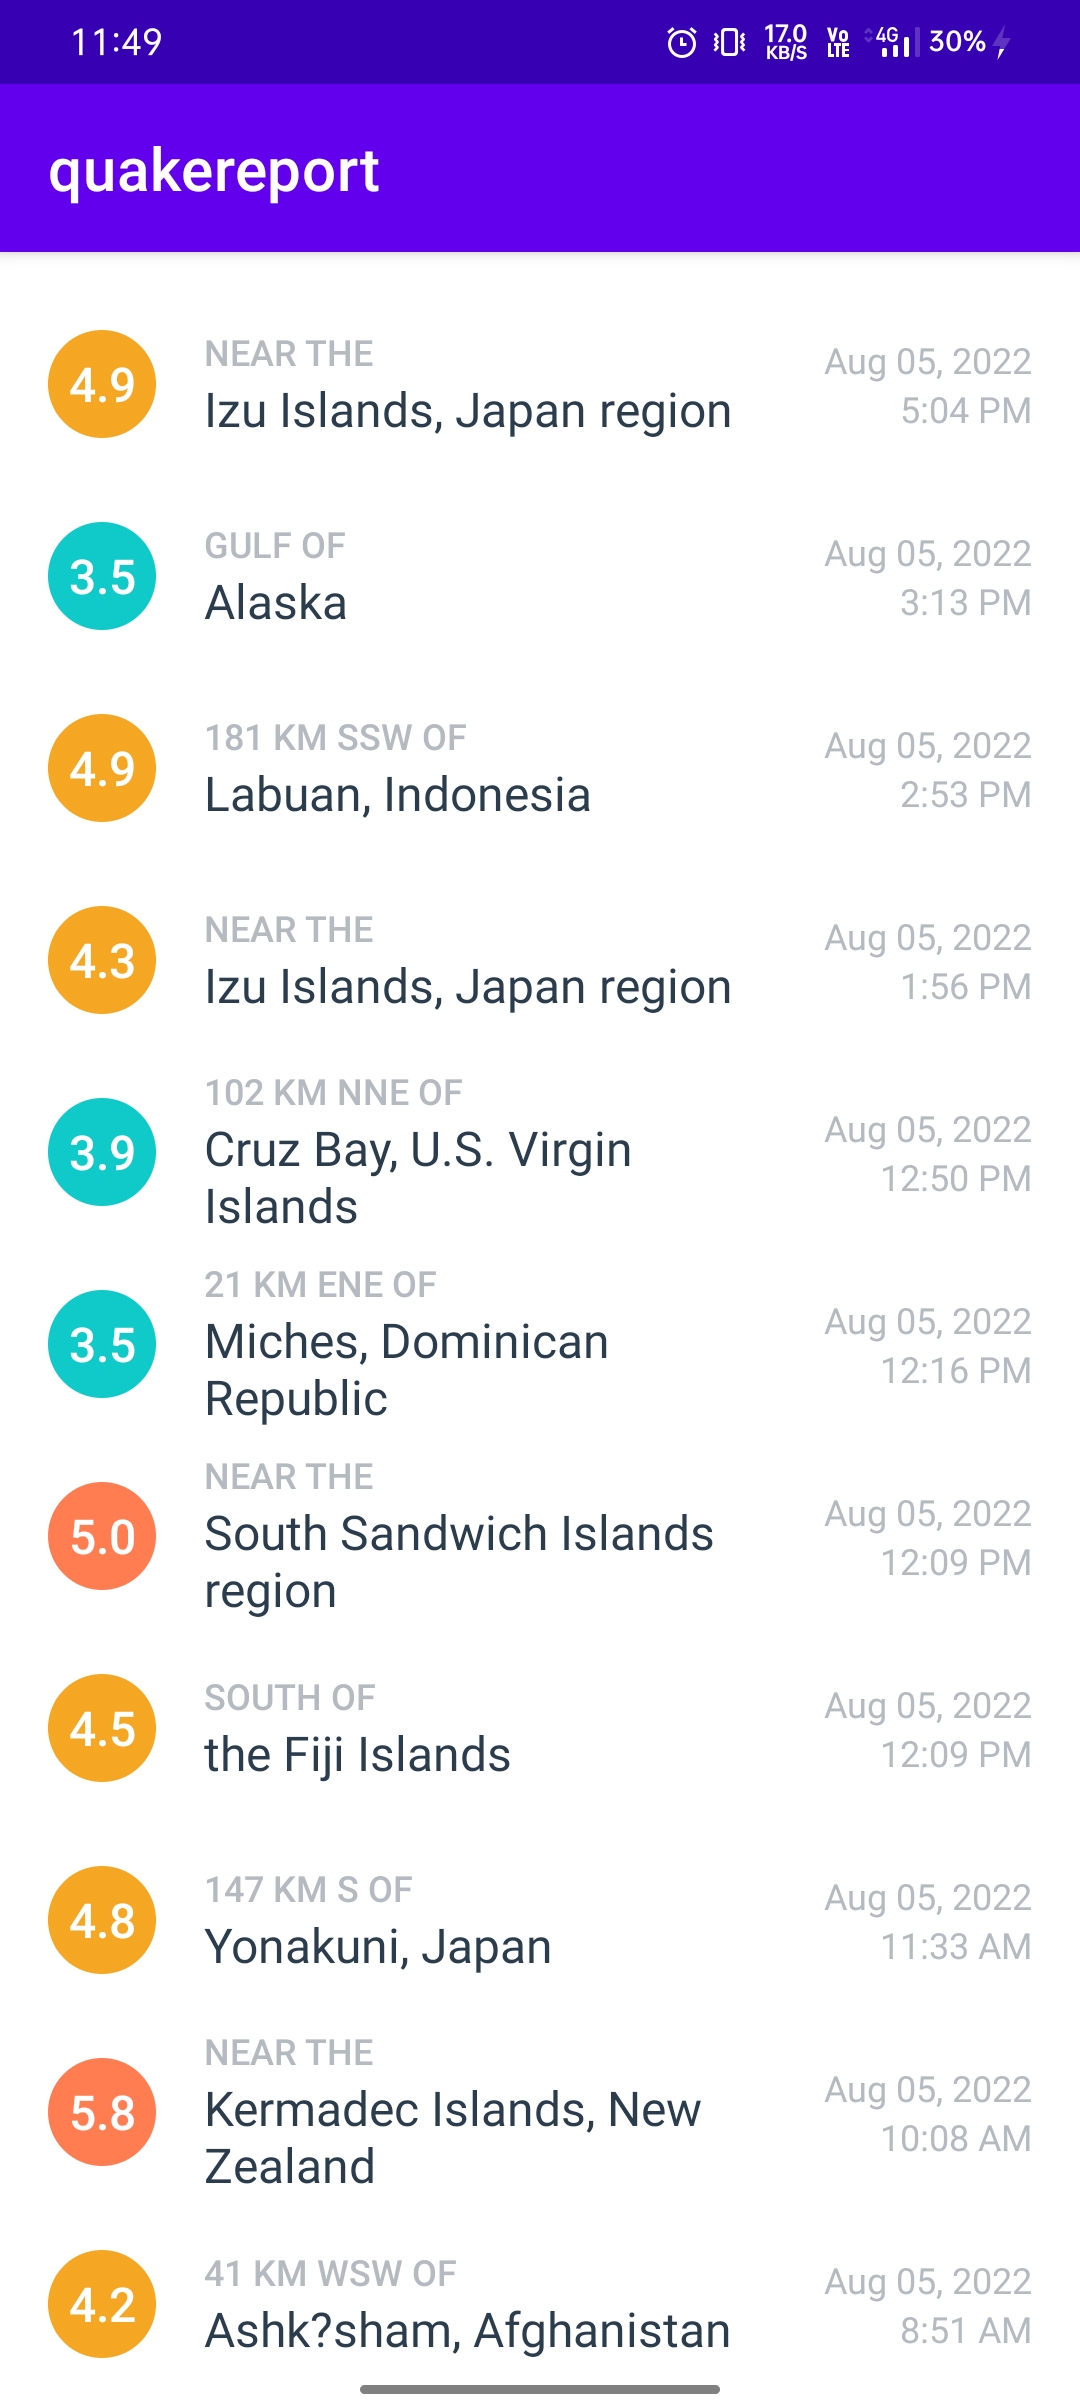 11:49 17.0 KB/S Vo LTE 4G 30%
quakereport
4.9 NEAR THE Aug 05, 2022
Izu Islands, Japan region 5:04 PM
3.5 GULF OF Aug 05, 2022
Alaska 3:13 PM
4.9 181 KM SSW OF Aug 05, 2022
Labuan, Indonesia 2:53 PM
4.3 NEAR THE Aug 05, 2022
Izu Islands, Japan region 1:56 PM
3.9 102 KM NNE OF Aug 05, 2022
Cruz Bay, U.S. Virgin 12:50 PM
Islands
3.5 21 KM ENE OF Aug 05, 2022
Miches, Dominican 12:16 PM
Republic
5.0 NEAR THE Aug 05, 2022
South Sandwich Islands 12:09 PM
region
4.5 SOUTH OF Aug 05, 2022
the Fiji Islands 12:09 PM
4.8 147 KM S OF Aug 05, 2022
Yonakuni, Japan 11:33 AM
5.8 NEAR THE Aug 05, 2022
Kermadec Islands, New 10:08 AM
Zealand
4.2 41 KM WSW OF Aug 05, 2022
Ashk?sham, Afghanistan 8:51 AM